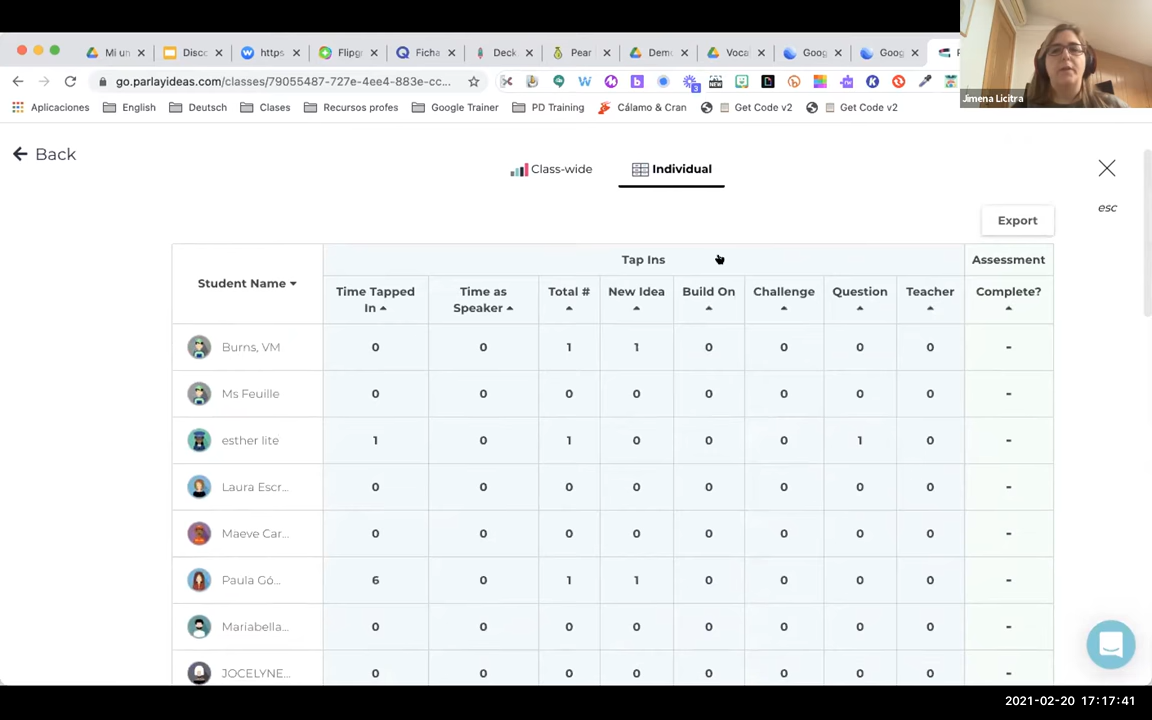 Mi un
Disco
https
Flipgr
Ficha
Deck
Pear
Demo
Voca
Goog
Goog
go.parlayideas.com/classes/79055487-727e-4ee4-883e-cc...
Aplicaciones English Deutsch Clases Recursos profes Google Trainer PD Training Cálamo & Cran Get Code v2 Get Code v2
Jimena Licitra
Back
Class-wide Individual
esc
Export
Student Name
Tap Ins Assessment
Time Tapped In Time as Speaker Total # New Idea Build On Challenge Question Teacher Complete?
Burns, VM 0 0 1 1 0 0 0 0 -
Ms Feuille 0 0 0 0 0 0 0 0 -
esther lite 1 0 1 0 0 0 1 0 -
Laura Escr... 0 0 0 0 0 0 0 0 -
Maeve Car... 0 0 0 0 0 0 0 0 -
Paula Gó... 6 0 1 1 0 0 0 0 -
Mariabella... 0 0 0 0 0 0 0 0 -
JOCELYNE... 0 0 0 0 0 0 0 0 -
2021-02-20 17:17:41